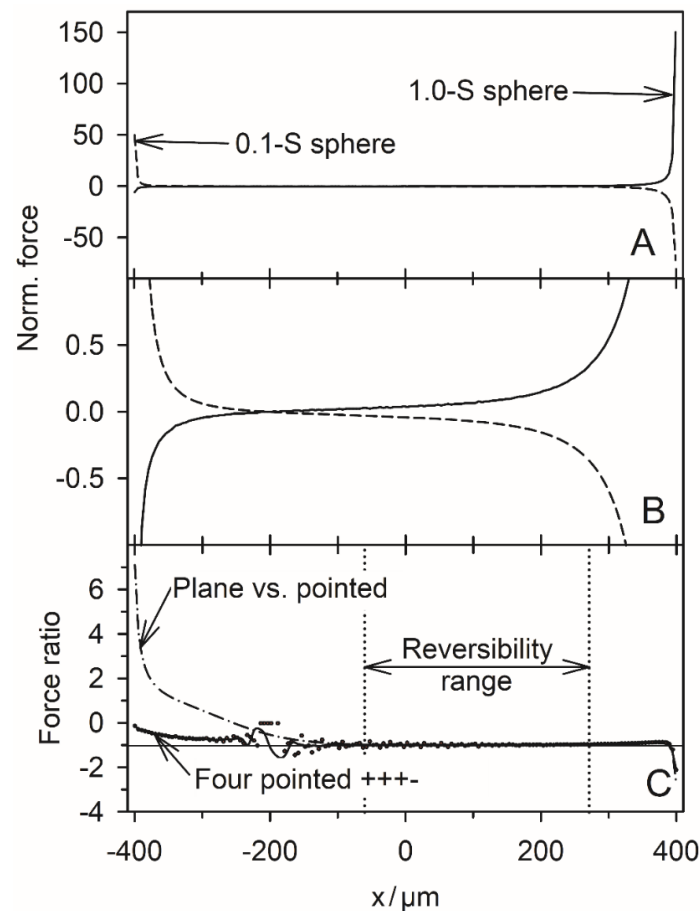 150
100
50
0
-50
1.0-S sphere
0.1-S sphere
A
Norm. force
0.5
0.0
-0.5
B
6
4
2
0
-2
-4
Force ratio
Plane vs. pointed
Reversibility
range
Four pointed +++-
C
-400 -200 0 200 400
x/µm